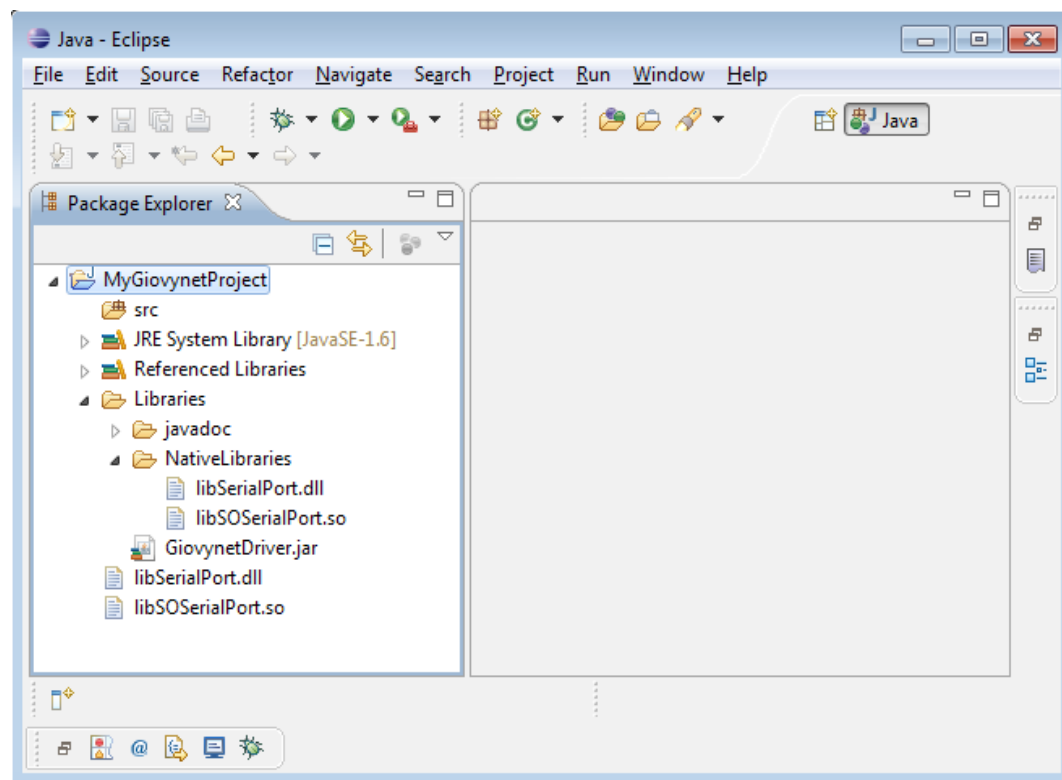 Java - Eclipse
File Edit Source Refactor Navigate Search Project Run Window Help
Java
Package Explorer
MyGiovynetProject
src
JRE System Library [JavaSE-1.6]
Referenced Libraries
Libraries
javadoc
NativeLibraries
libSerialPort.dll
libSOSerialPort.so
GiovynetDriver.jar
libSerialPort.dll
libSOSerialPort.so